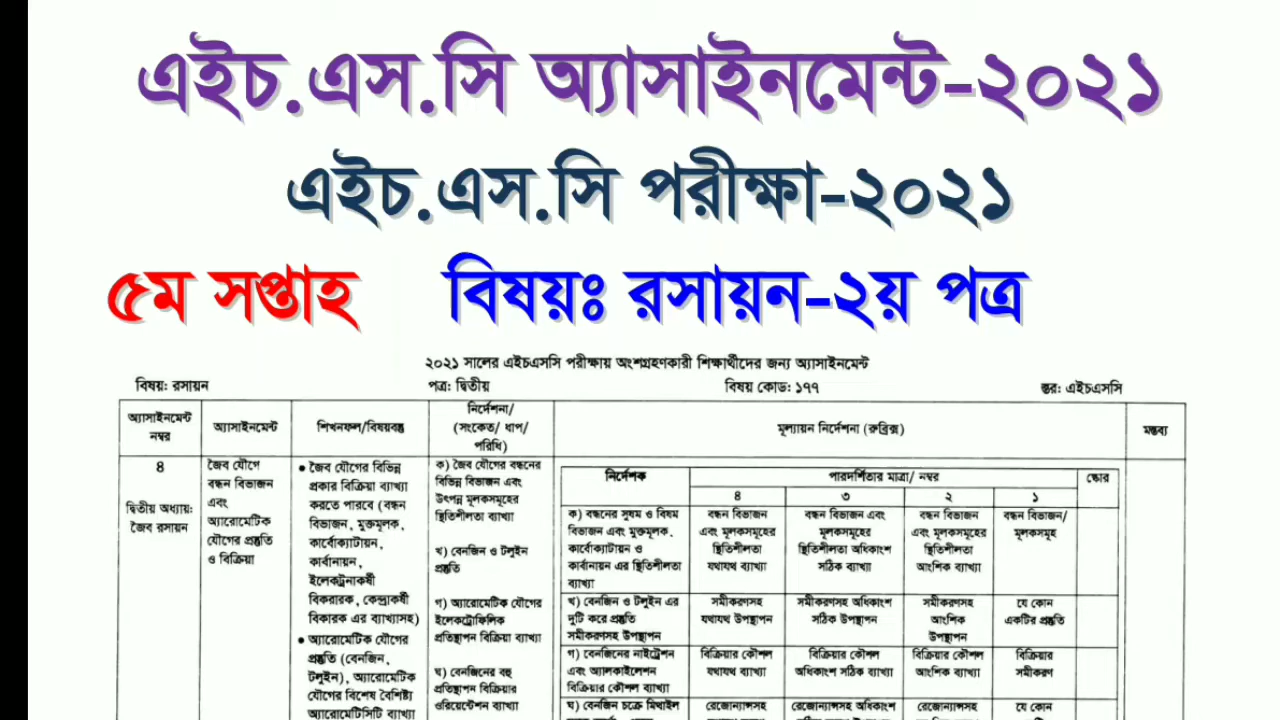 এইচ.এস.সি অ্যাসাইনমেন্ট-২০২১
এইচ.এস.সি পরীক্ষা-২০২১
৫ম সপ্তাহ বিষয়ঃ রসায়ন-২য় পত্র
২০২১ সালের এইচএসসি পরীক্ষায় অংশগ্রহণকারী শিক্ষার্থীদের জন্য অ্যাসাইনমেন্ট
বিষয়: রসায়ন পত্র: দ্বিতীয় বিষয় কোড: ১৭৭ স্তর: এইচএসসি
অ্যাসাইনমেন্ট
নম্বর
অ্যাসাইনমেন্ট
শিখনফল/বিষয়বস্তু
নির্দেশনা/
(সংকেত/ ধাপ/
পরিধি)
মূল্যায়ন নির্দেশনা (রুব্রিক্স)
মন্তব্য
৪
দ্বিতীয় অধ্যায়:
জৈব রসায়ন
জৈব যৌগে
বন্ধন বিভাজন
এবং
অ্যারোমেটিক
যৌগের প্রস্তুতি
ও বিক্রিয়া
● জৈব যৌগের বিভিন্ন
প্রকার বিক্রিয়া ব্যাখ্যা
করতে পারবে (বন্ধন
বিভাজন, মুক্তমূলক,
কার্বোক্যাটায়ন,
কার্বানায়ন,
ইলেকট্রনাকর্ষী
বিকরারক, কেন্দ্রাকর্ষী
বিকারক এর ব্যাখ্যাসহ)
● অ্যারোমেটিক যৌগের
প্রস্তুতি (বেনজিন,
টলুইন), অ্যারোমেটিক
যৌগের বিশেষ বৈশিষ্ট্য
অ্যারোমেটিসিটি ব্যাখ্যা
ক) জৈব যৌগের বন্ধনের
বিভিন্ন বিভাজন এবং
উৎপন্ন মূলকসমূহের
স্থিতিশীলতা ব্যাখ্যা
খ) বেনজিন ও টলুইন
প্রস্তুতি
গ) অ্যারোমেটিক যৌগের
ইলেকট্রোফিলিক
প্রতিস্থাপন বিক্রিয়া ব্যাখ্যা
ঘ) বেনজিনের বহু
প্রতিস্থাপন বিক্রিয়ার
ওরিয়েন্টেশন ব্যাখ্যা
নির্দেশক
পারদর্শিতার মাত্রা/ নম্বর
স্কোর
৪ ৩ ২ ১
ক) বন্ধনের সুষম ও বিষম
বিভাজন এবং মুক্তমূলক,
কার্বোক্যাটায়ন ও
কার্বানায়ন এর স্থিতিশীলতা
ব্যাখ্যা
বন্ধন বিভাজন
এবং মূলকসমূহের
স্থিতিশীলতা
যথাযথ ব্যাখ্যা
বন্ধন বিভাজন এবং
মূলকসমূহের
স্থিতিশীলতা অধিকাংশ
সঠিক ব্যাখ্যা
বন্ধন বিভাজন
এবং মূলকসমূহের
স্থিতিশীলতা
আংশিক ব্যাখ্যা
বন্ধন বিভাজন/
মূলকসমূহ
খ) বেনজিন ও টলুইন এর
দুটি করে প্রস্তুতি
সমীকরণসহ উপস্থাপন
সমীকরণসহ
যথাযথ উপস্থাপন
সমীকরণসহ অধিকাংশ
সঠিক উপস্থাপন
সমীকরণসহ
আংশিক
উপস্থাপন
যে কোন
একটির প্রস্তুতি
গ) বেনজিনের নাইট্রেশন
এবং অ্যালকাইলেশন
বিক্রিয়ার কৌশল ব্যাখ্যা
বিক্রিয়ার কৌশল
যথাযথ ব্যাখ্যা
বিক্রিয়ার কৌশল
অধিকাংশ সঠিক ব্যাখ্যা
বিক্রিয়ার কৌশল
আংশিক ব্যাখ্যা
বিক্রিয়ার
সমীকরণ
ঘ) বেনজিন চক্রে মিথাইল
রেজোন্যান্সসহ
রেজোন্যান্সসহ অধিকাংশ
রেজোন্যান্সসহ
যে কোন